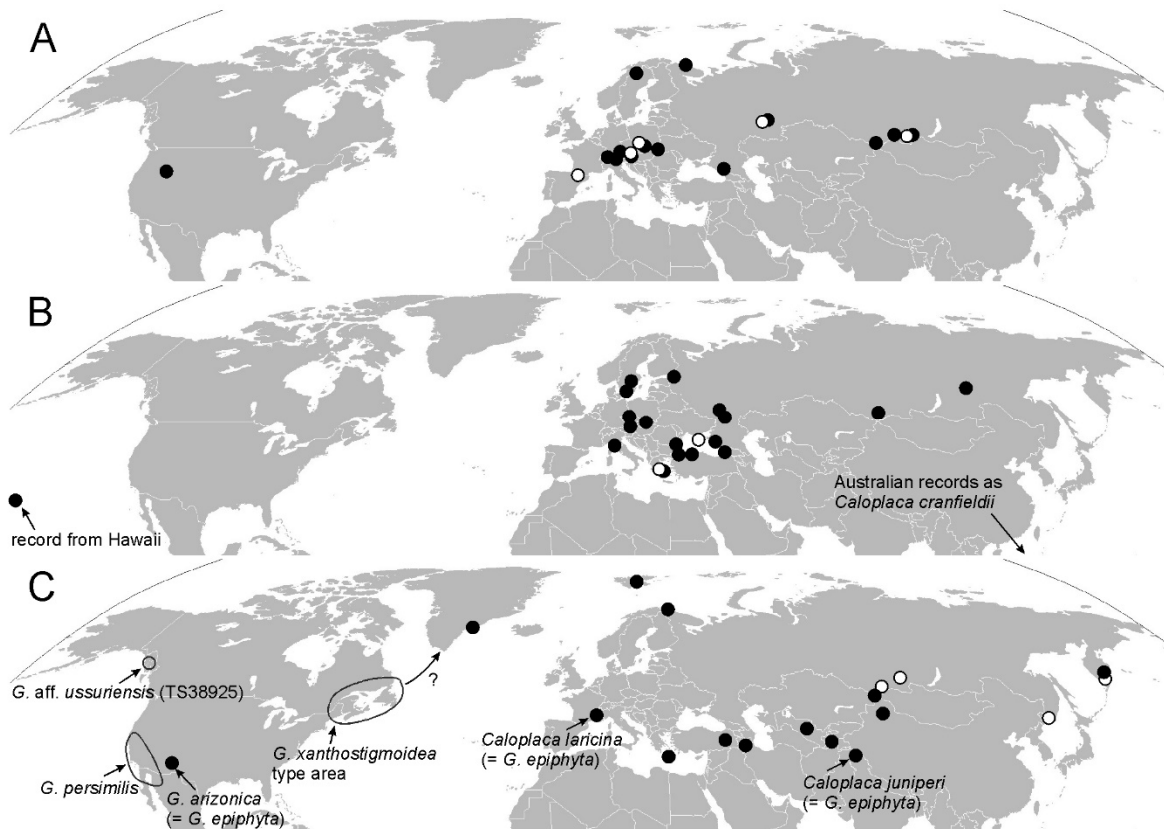 A
B
record from Hawaii
Australian records as
Caloplaca cranfieldii
C
G. aff. ussuriensis (TS38925)
?
G. xanthostigmoidea
type area
G. persimilis
G. arizonica
(= G. epiphyta)
Caloplaca laricina
(= G. epiphyta)
Caloplaca juniperi
(= G. epiphyta)